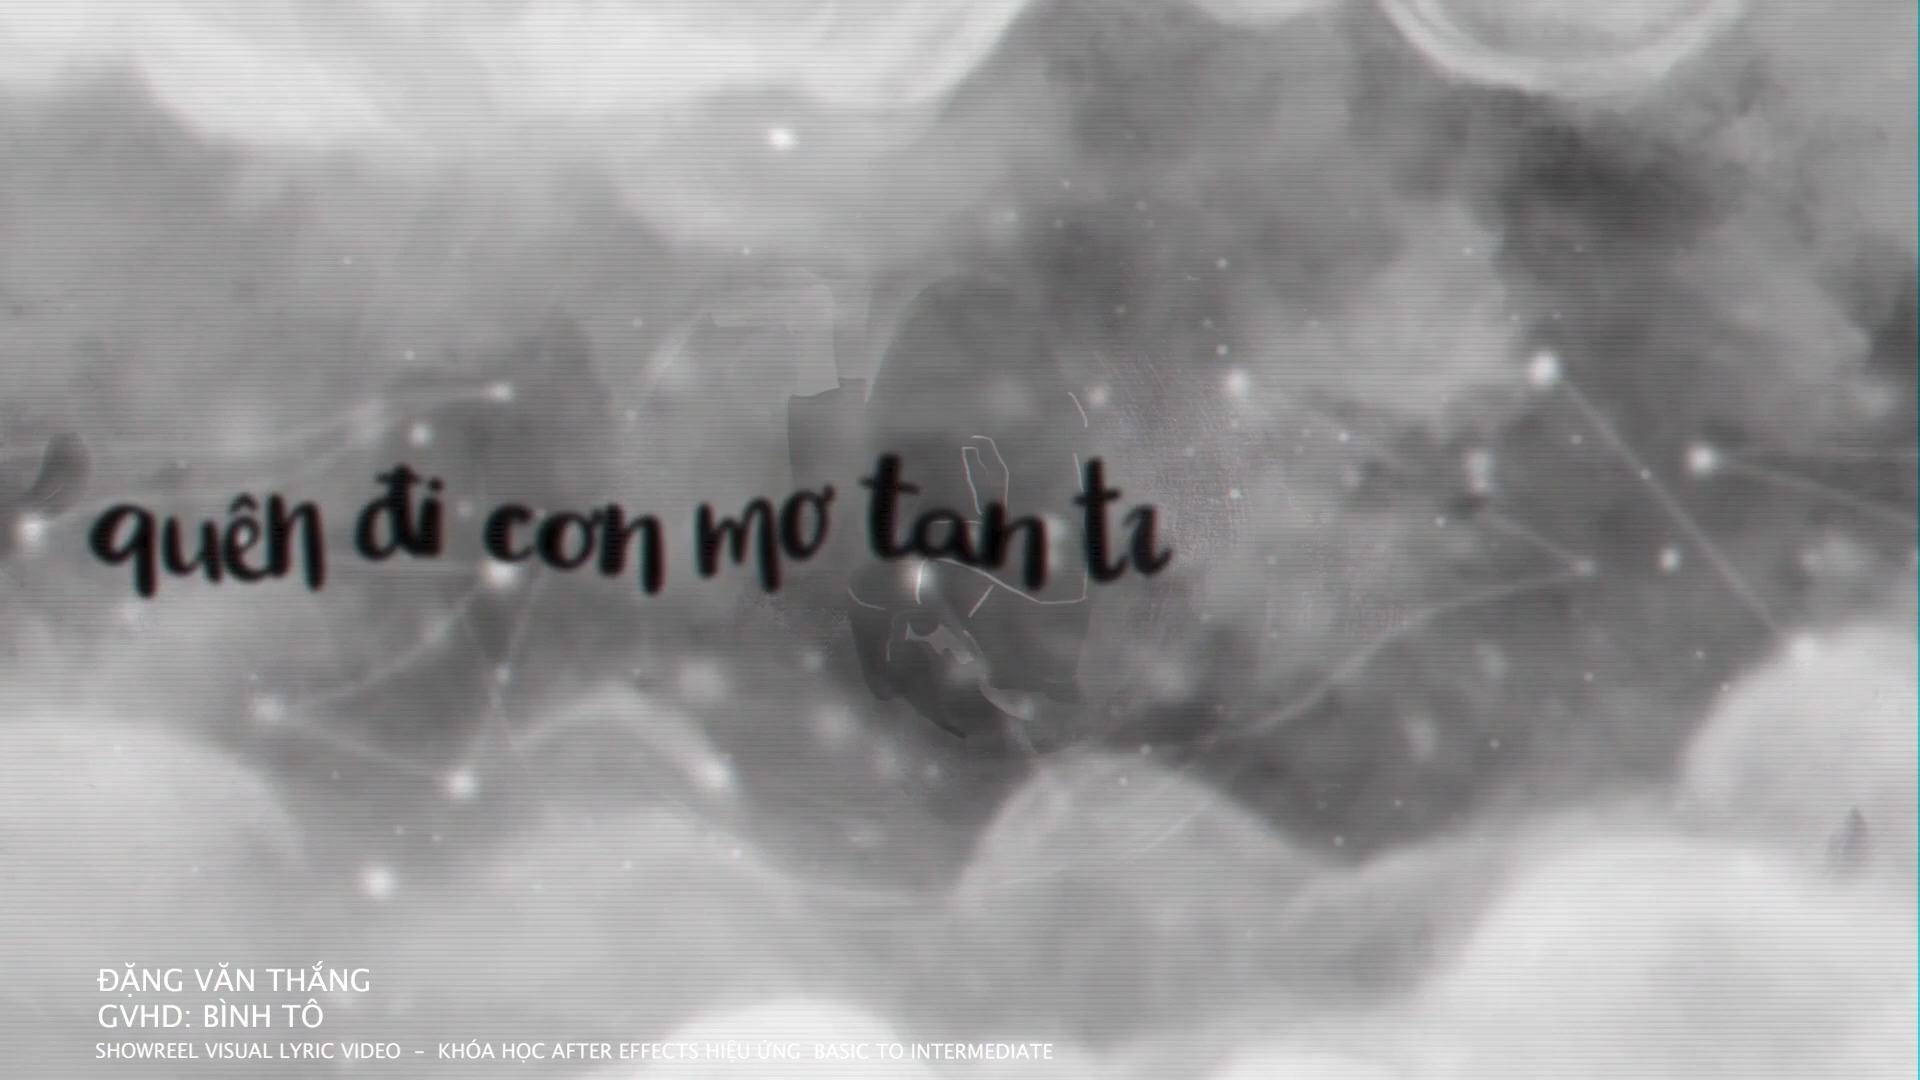 quên đi cơn mơ tan
ĐẶNG VĂN THẮNG
GVHD: BÌNH TÔ
SHOWREEL VISUAL LYRIC VIDEO – KHÓA HỌC AFTER EFFECTS HIỆU ỨNG BASIC TO INTERMEDIATE